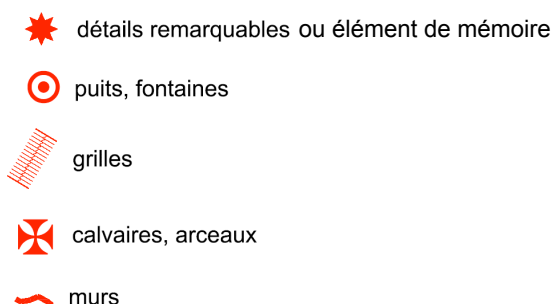 détails remarquables ou élément de mémoire
puits, fontaines
grilles
calvaires, arceaux
murs